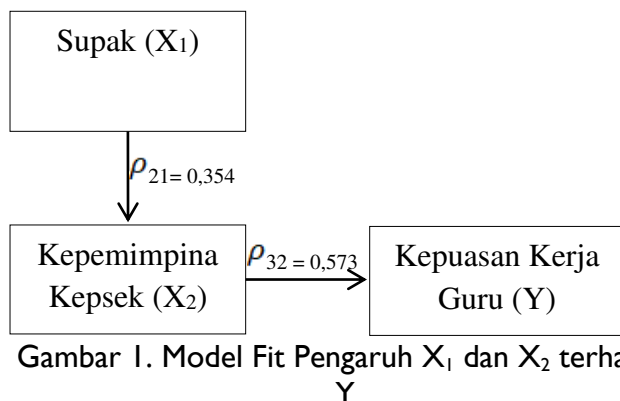 Supak (X₁)
ρ21= 0,354
Kepemimpina
Kepsek (X₂)
ρ32 = 0,573
Kepuasan Kerja
Guru (Y)
Gambar 1. Model Fit Pengaruh X₁ dan X₂ terha
Y